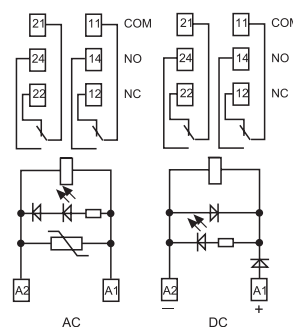 21 11 COM 21 11 COM
24 14 NO 24 14 NO
22 12 NC 22 12 NC
A2 A1 A2 A1
— +
AC DC